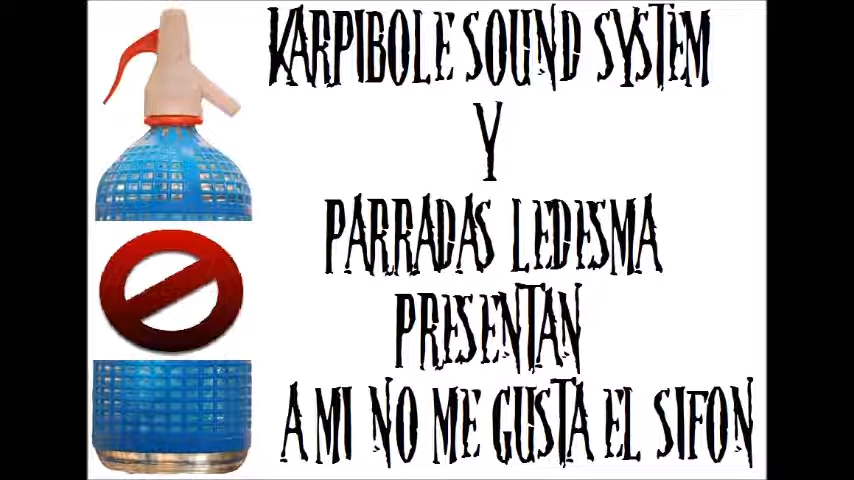 KARPIBOLE SOUND SYSTEM
Y
PARRADAS LEDESMA
PRESENTAN
A MI NO ME GUSTA EL SIFON